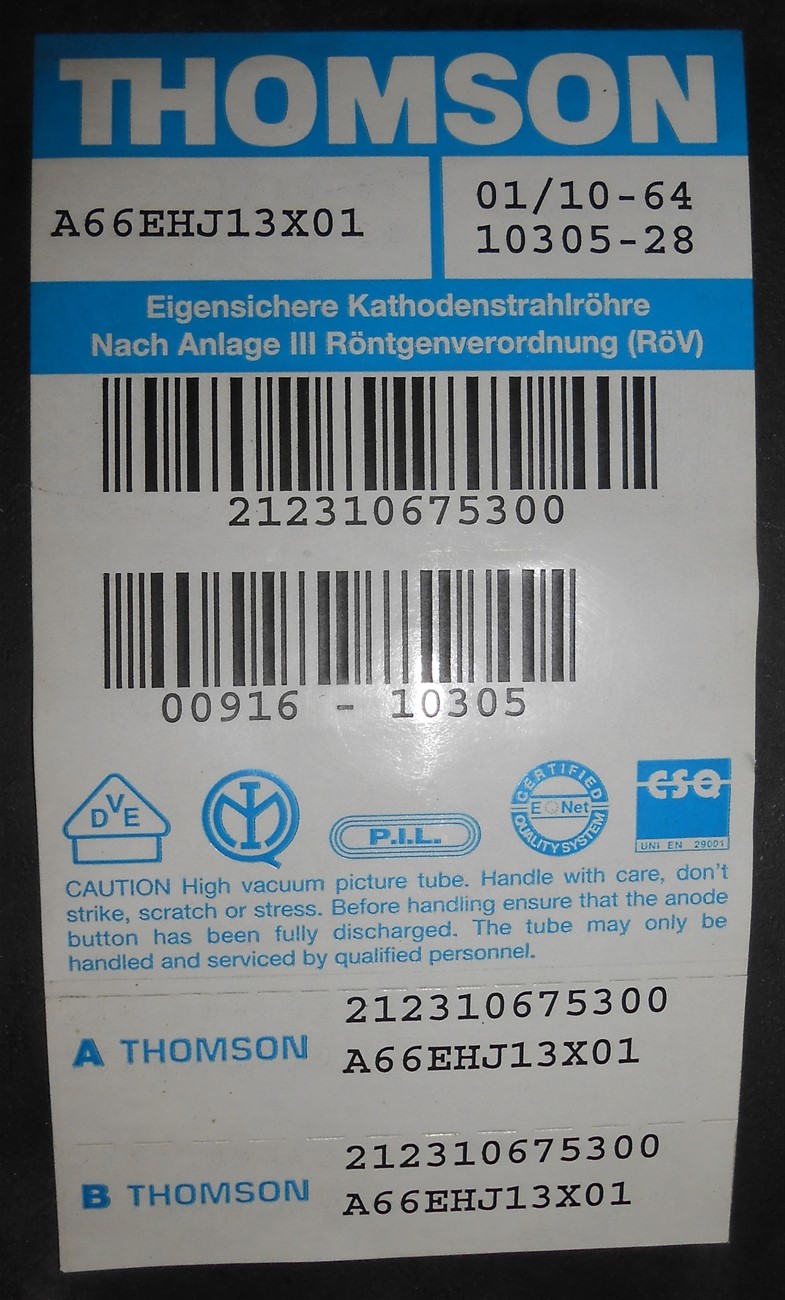 THOMSON
A66EHJ13X01
01/10-64
10305-28
Eigensichere Kathodenstrahlröhre
Nach Anlage III Röntgenverordnung (RöV)
212310675300
00916 - 10305
DVE
IMQ
P.I.L.
CERTIFIED
EQNet
QUALITY SYSTEM
CSQ
UNI EN 29001
CAUTION High vacuum picture tube. Handle with care, don't
strike, scratch or stress. Before handling ensure that the anode
button has been fully discharged. The tube may only be
handled and serviced by qualified personnel.
212310675300
A THOMSON
A66EHJ13X01
212310675300
B THOMSON
A66EHJ13X01